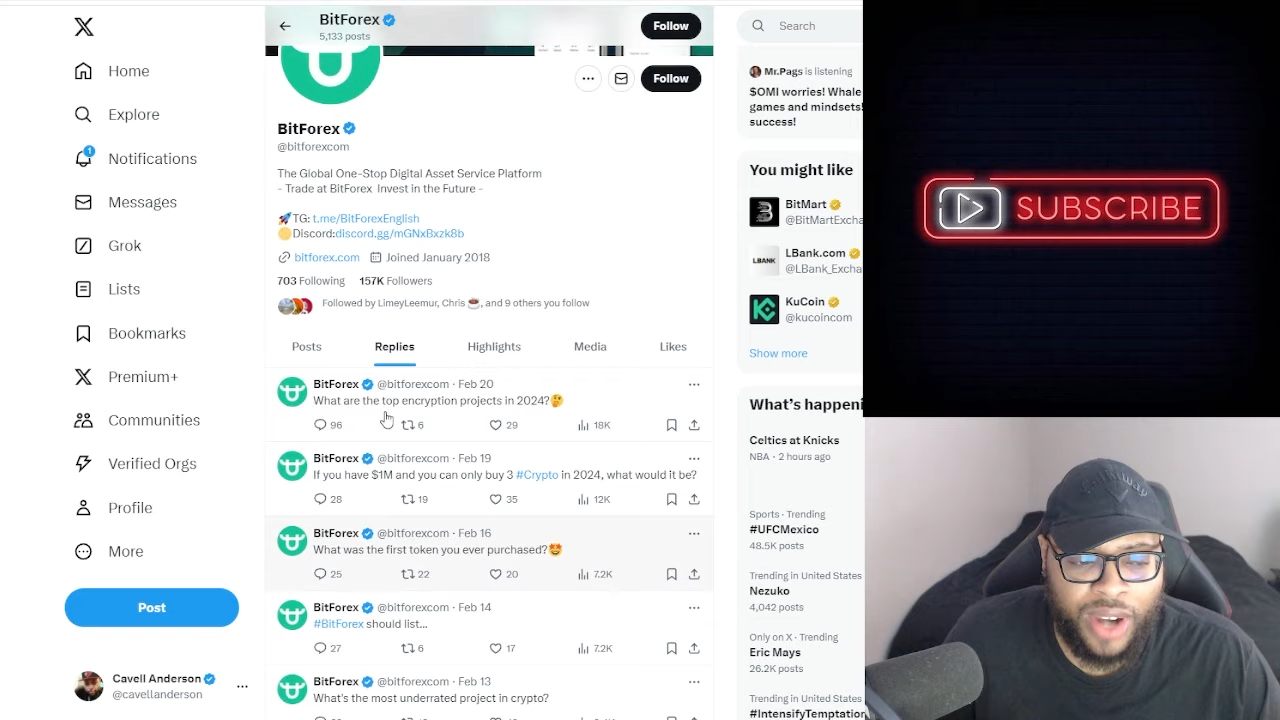 Home
Explore
1
Notifications
Messages
Grok
Lists
Bookmarks
Premium+
Communities
Verified Orgs
Profile
More
Post
Cavell Anderson
@cavellanderson
BitForex
5,133 posts
Follow
Follow
BitForex
@bitforexcom
The Global One-Stop Digital Asset Service Platform
- Trade at BitForex Invest in the Future -
🚀TG: t.me/BitForexEnglish
🌕Discord:discord.gg/mGNxBxzk8b
bitforex.com Joined January 2018
703 Following 157K Followers
Followed by LimeyLeemur, Chris ☕, and 9 others you follow
Posts Replies Highlights Media Likes
BitForex @bitforexcom · Feb 20
What are the top encryption projects in 2024?🤔
96 6 29 18K
BitForex @bitforexcom · Feb 19
If you have $1M and you can only buy 3 #Crypto in 2024, what would it be?
28 19 35 12K
BitForex @bitforexcom · Feb 16
What was the first token you ever purchased?🤩
25 22 20 7.2K
BitForex @bitforexcom · Feb 14
#BitForex should list...
27 6 17 7.2K
BitForex @bitforexcom · Feb 13
What's the most underrated project in crypto?
Search
Mr.Pags is listening
$OMI worries! Whale
games and mindsets!
success!
You might like
BitMart
@BitMartExcha
LBANK
LBank.com
@LBank_Excha
KuCoin
@kucoincom
Show more
What's happeni
Celtics at Knicks
NBA · 2 hours ago
Sports · Trending
#UFCMexico
48.5K posts
Trending in United States
Nezuko
4,042 posts
Only on X · Trending
Eric Mays
26.2K posts
Trending in United States
#IntensifyTemptation
SUBSCRIBE